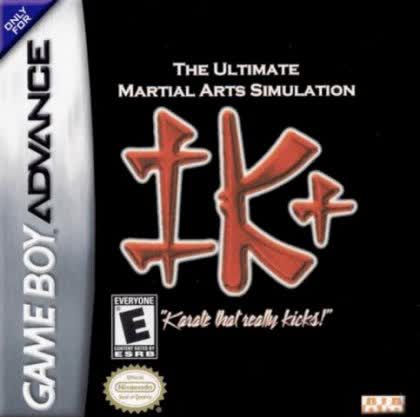 ONLY
FOR
GAME BOY ADVANCE
THE ULTIMATE
MARTIAL ARTS SIMULATION
IK+
"Karate that really kicks!"
EVERYONE
E
CONTENT RATED BY
ESRB
Official
Nintendo
Seal of Quality